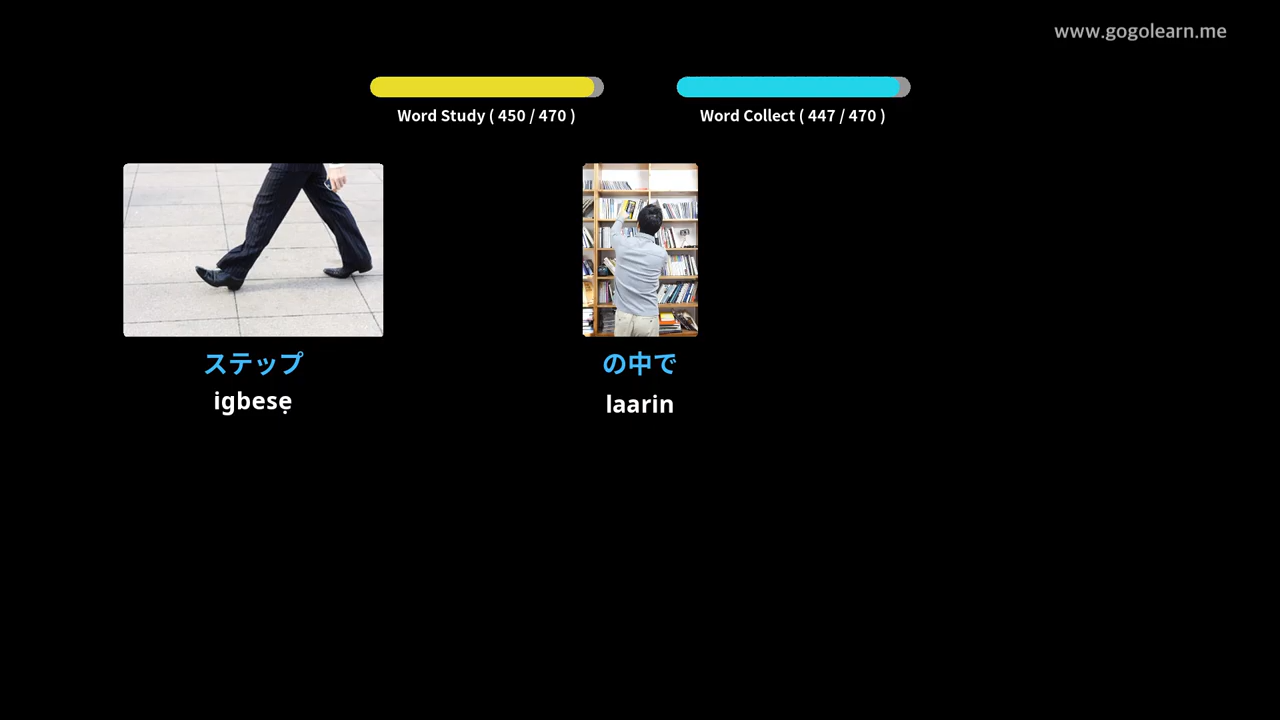 www.gogolearn.me
Word Study ( 450 / 470 )
Word Collect ( 447 / 470 )
ステップ
igbesẹ
の中で
laarin